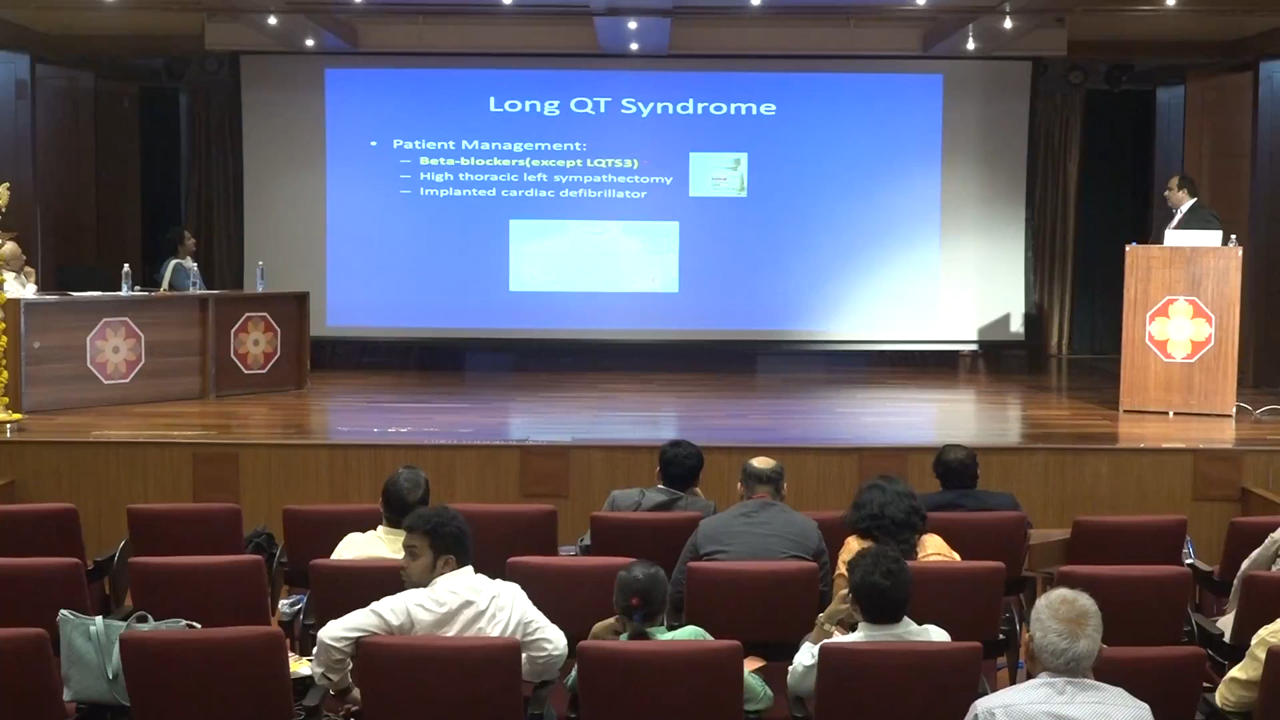 Long QT Syndrome
• Patient Management:
– Beta-blockers(except LQTS3)
– High thoracic left sympathectomy
– Implanted cardiac defibrillator